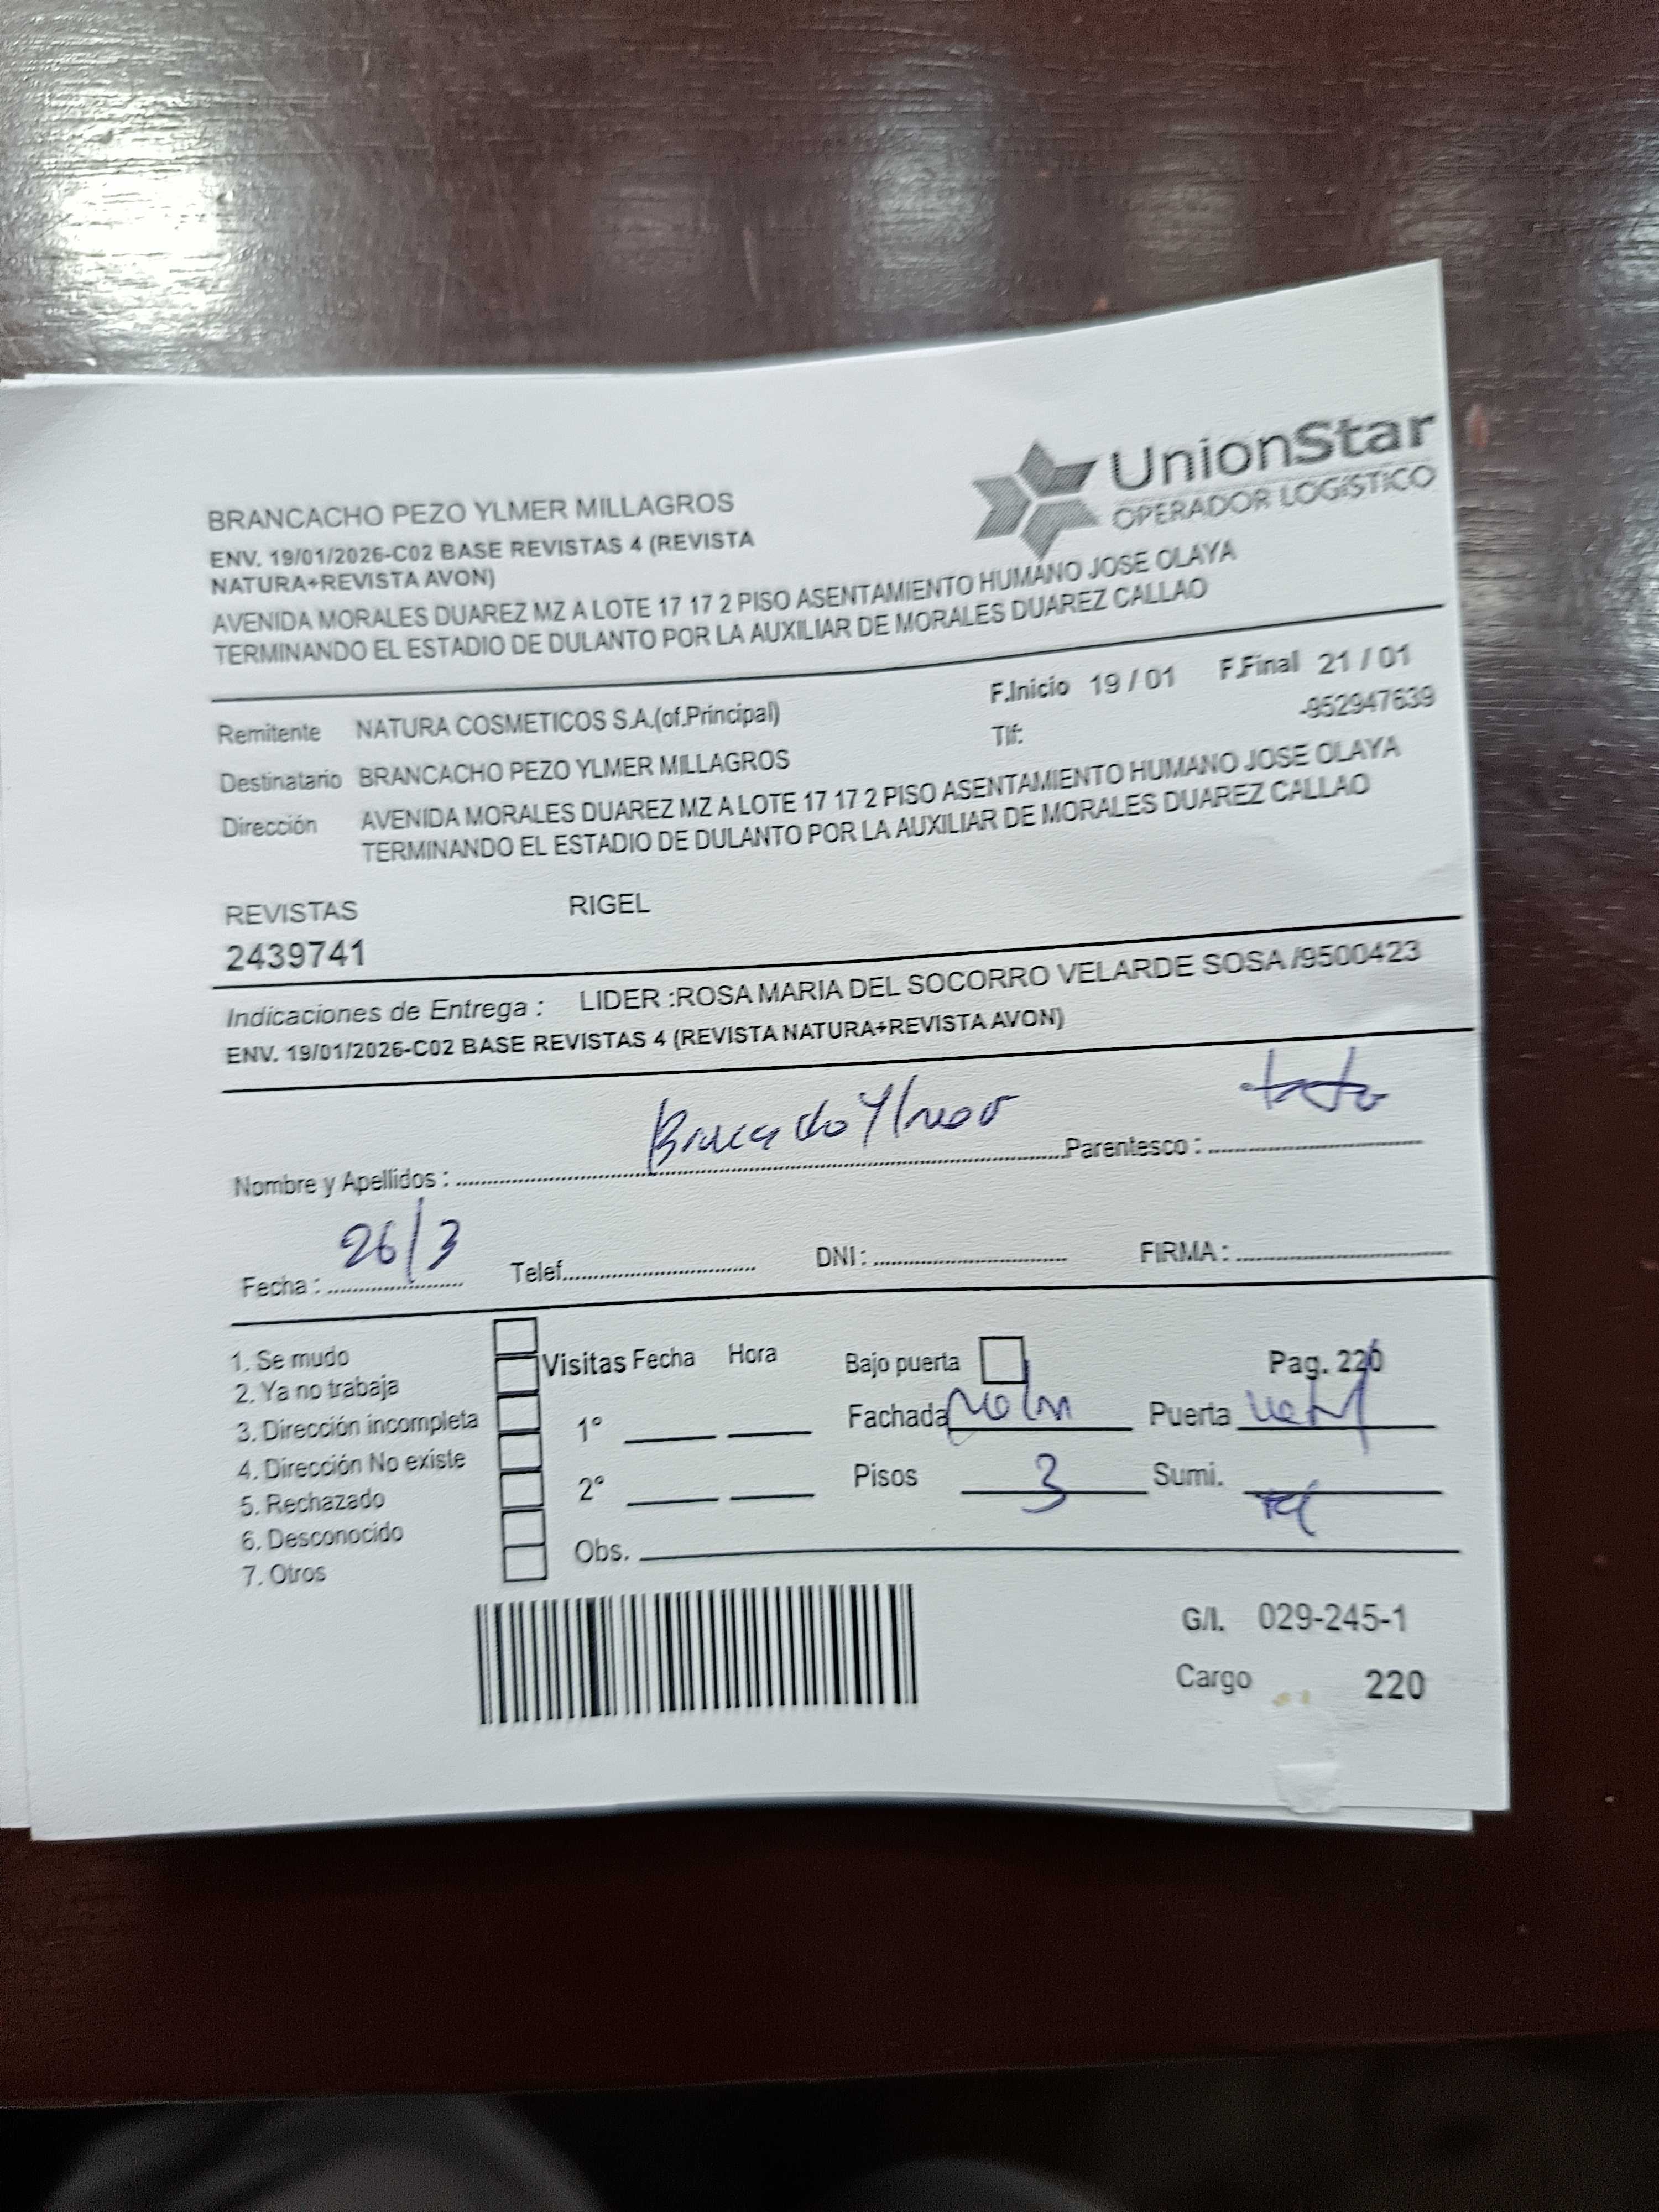 UnionStar
OPERADOR LOGÍSTICO
BRANCACHO PEZO YLMER MILLAGROS
ENV. 19/01/2026-C02 BASE REVISTAS 4 (REVISTA
NATURA+REVISTA AVON)
AVENIDA MORALES DUAREZ MZ A LOTE 17 17 2 PISO ASENTAMIENTO HUMANO JOSE OLAYA
TERMINANDO EL ESTADIO DE DULANTO POR LA AUXILIAR DE MORALES DUAREZ CALLAO
Remitente NATURA COSMETICOS S.A.(of.Principal) F.Inicio 19 / 01 F.Final 21 / 01
Destinatario BRANCACHO PEZO YLMER MILLAGROS Tlf: -952947639
Dirección AVENIDA MORALES DUAREZ MZ A LOTE 17 17 2 PISO ASENTAMIENTO HUMANO JOSE OLAYA
TERMINANDO EL ESTADIO DE DULANTO POR LA AUXILIAR DE MORALES DUAREZ CALLAO
REVISTAS RIGEL
2439741
Indicaciones de Entrega : LIDER :ROSA MARIA DEL SOCORRO VELARDE SOSA /9500423
ENV. 19/01/2026-C02 BASE REVISTAS 4 (REVISTA NATURA+REVISTA AVON)
Nombre y Apellidos : Parentesco :
Fecha : 26/3 Telef. DNI : FIRMA :
1. Se mudo
2. Ya no trabaja
3. Dirección incompleta
4. Dirección No existe
5. Rechazado
6. Desconocido
7. Otros
Visitas Fecha Hora
1°
2°
Bajo puerta Pag. 220
Fachada Puerta
Pisos 3 Sumi.
Obs.
G/I. 029-245-1
Cargo 220